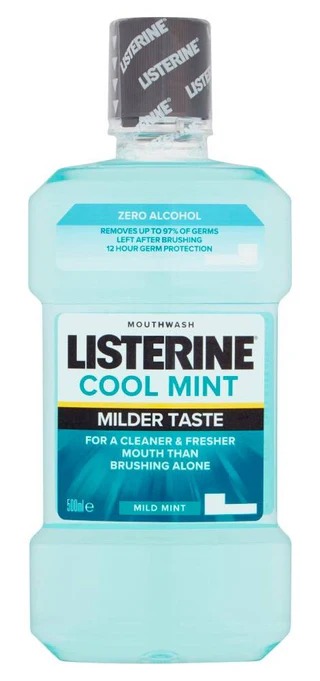 LISTERINE®
LISTERINE®
LISTERINE
ZERO ALCOHOL
REMOVES UP TO 97% OF GERMS
LEFT AFTER BRUSHING
12 HOUR GERM PROTECTION
MOUTHWASH
LISTERINE®
COOL MINT
MILDER TASTE
FOR A CLEANER & FRESHER
MOUTH THAN
BRUSHING ALONE
500ml e
MILD MINT